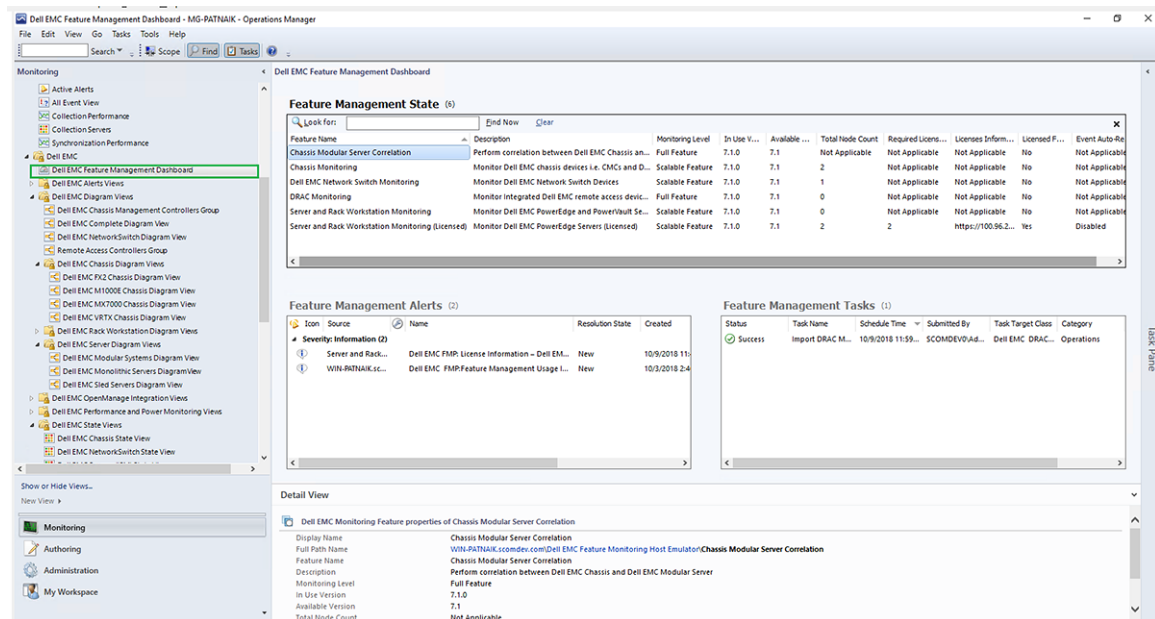 Dell EMC Feature Management Dashboard - MG-PATNAIK - Operations Manager
File Edit View Go Tasks Tools Help
Search Scope Find Tasks
Monitoring
Active Alerts
All Event View
Collection Performance
Collection Servers
Synchronization Performance
Dell EMC
Dell EMC Feature Management Dashboard
Dell EMC Alerts Views
Dell EMC Diagram Views
Dell EMC Chassis Management Controllers Group
Dell EMC Complete Diagram View
Dell EMC NetworkSwitch Diagram View
Remote Access Controllers Group
Dell EMC Chassis Diagram Views
Dell EMC FX2 Chassis Diagram View
Dell EMC M1000E Chassis Diagram View
Dell EMC MX7000 Chassis Diagram View
Dell EMC VRTX Chassis Diagram View
Dell EMC Rack Workstation Diagram Views
Dell EMC Server Diagram Views
Dell EMC Modular Systems Diagram View
Dell EMC Monolithic Servers DiagramView
Dell EMC Sled Servers Diagram View
Dell EMC OpenManage Integration Views
Dell EMC Performance and Power Monitoring Views
Dell EMC State Views
Dell EMC Chassis State View
Dell EMC NetworkSwitch State View
Show or Hide Views...
New View
Monitoring
Authoring
Administration
My Workspace
Dell EMC Feature Management Dashboard
Feature Management State (6)
Look for: Find Now Clear
Feature Name Description Monitoring Level In Use V... Available ... Total Node Count Required Licens... Licenses Inform... Licensed F... Event Auto-Re
Chassis Modular Server Correlation Perform correlation between Dell EMC Chassis an... Full Feature 7.1.0 7.1 Not Applicable Not Applicable Not Applicable No Not Applicable
Chassis Monitoring Monitor Dell EMC chassis devices i.e. CMCs and D... Scalable Feature 7.1.0 7.1 2 Not Applicable Not Applicable No Not Applicable
Dell EMC Network Switch Monitoring Monitor Dell EMC Network Switch Devices Scalable Feature 7.1.0 7.1 1 Not Applicable Not Applicable No Not Applicable
DRAC Monitoring Monitor Integrated Dell EMC remote access devic... Full Feature 7.1.0 7.1 0 Not Applicable Not Applicable No Not Applicable
Server and Rack Workstation Monitoring Monitor Dell EMC PowerEdge and PowerVault Se... Scalable Feature 7.1.0 7.1 0 Not Applicable Not Applicable No Not Applicable
Server and Rack Workstation Monitoring (Licensed) Monitor Dell EMC PowerEdge Servers (Licensed) Scalable Feature 7.1.0 7.1 2 2 https://100.96.2... Yes Disabled
Feature Management Alerts (2)
Icon Source Name Resolution State Created
Severity: Information (2)
Server and Rack... Dell EMC FMP: License Information – Dell EM... New 10/9/2018 11:
WIN-PATNAIK.sc... Dell EMC FMP:Feature Management Usage I... New 10/3/2018 2:4
Feature Management Tasks (1)
Status Task Name Schedule Time Submitted By Task Target Class Category
Success Import DRAC M... 10/9/2018 11:59... SCOMDEV0\Ad... Dell EMC DRAC... Operations
Task Pane
Detail View
Dell EMC Monitoring Feature properties of Chassis Modular Server Correlation
Display Name Chassis Modular Server Correlation
Full Path Name WIN-PATNAIK.scomdev.com\Dell EMC Feature Monitoring Host Emulator\Chassis Modular Server Correlation
Feature Name Chassis Modular Server Correlation
Description Perform correlation between Dell EMC Chassis and Dell EMC Modular Server
Monitoring Level Full Feature
In Use Version 7.1.0
Available Version 7.1
Total Node Count Not Applicable